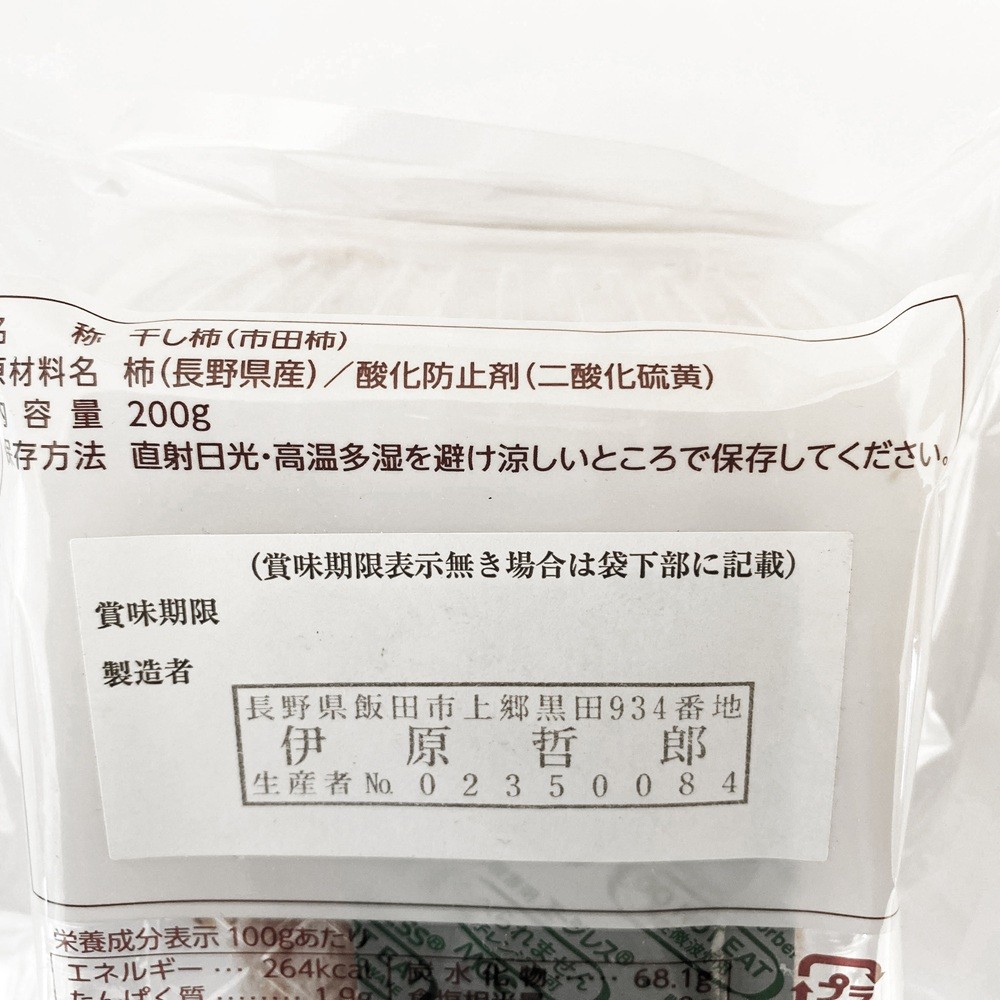 名 称 干し柿(市田柿)
原材料名 柿(長野県産)/酸化防止剤(二酸化硫黄)
内容量 200g
保存方法 直射日光・高温多湿を避け涼しいところで保存してください。
(賞味期限表示無き場合は袋下部に記載)
賞味期限
製造者
長野県飯田市上郷黒田934番地
伊原哲郎
生産者No.02350084
栄養成分表示 100gあたり
エネルギー … 264kcal 炭水化物 …… 68.1g
たんぱく質 ……… 1.9g 食塩相当量
プラ